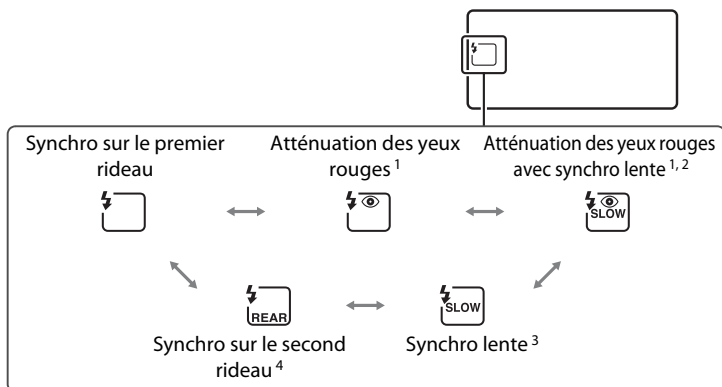 Synchro sur le premier
rideau
Atténuation des yeux
rouges 1
Atténuation des yeux rouges
avec synchro lente 1, 2
SLOW
REAR
SLOW
Synchro sur le second
rideau 4
Synchro lente 3